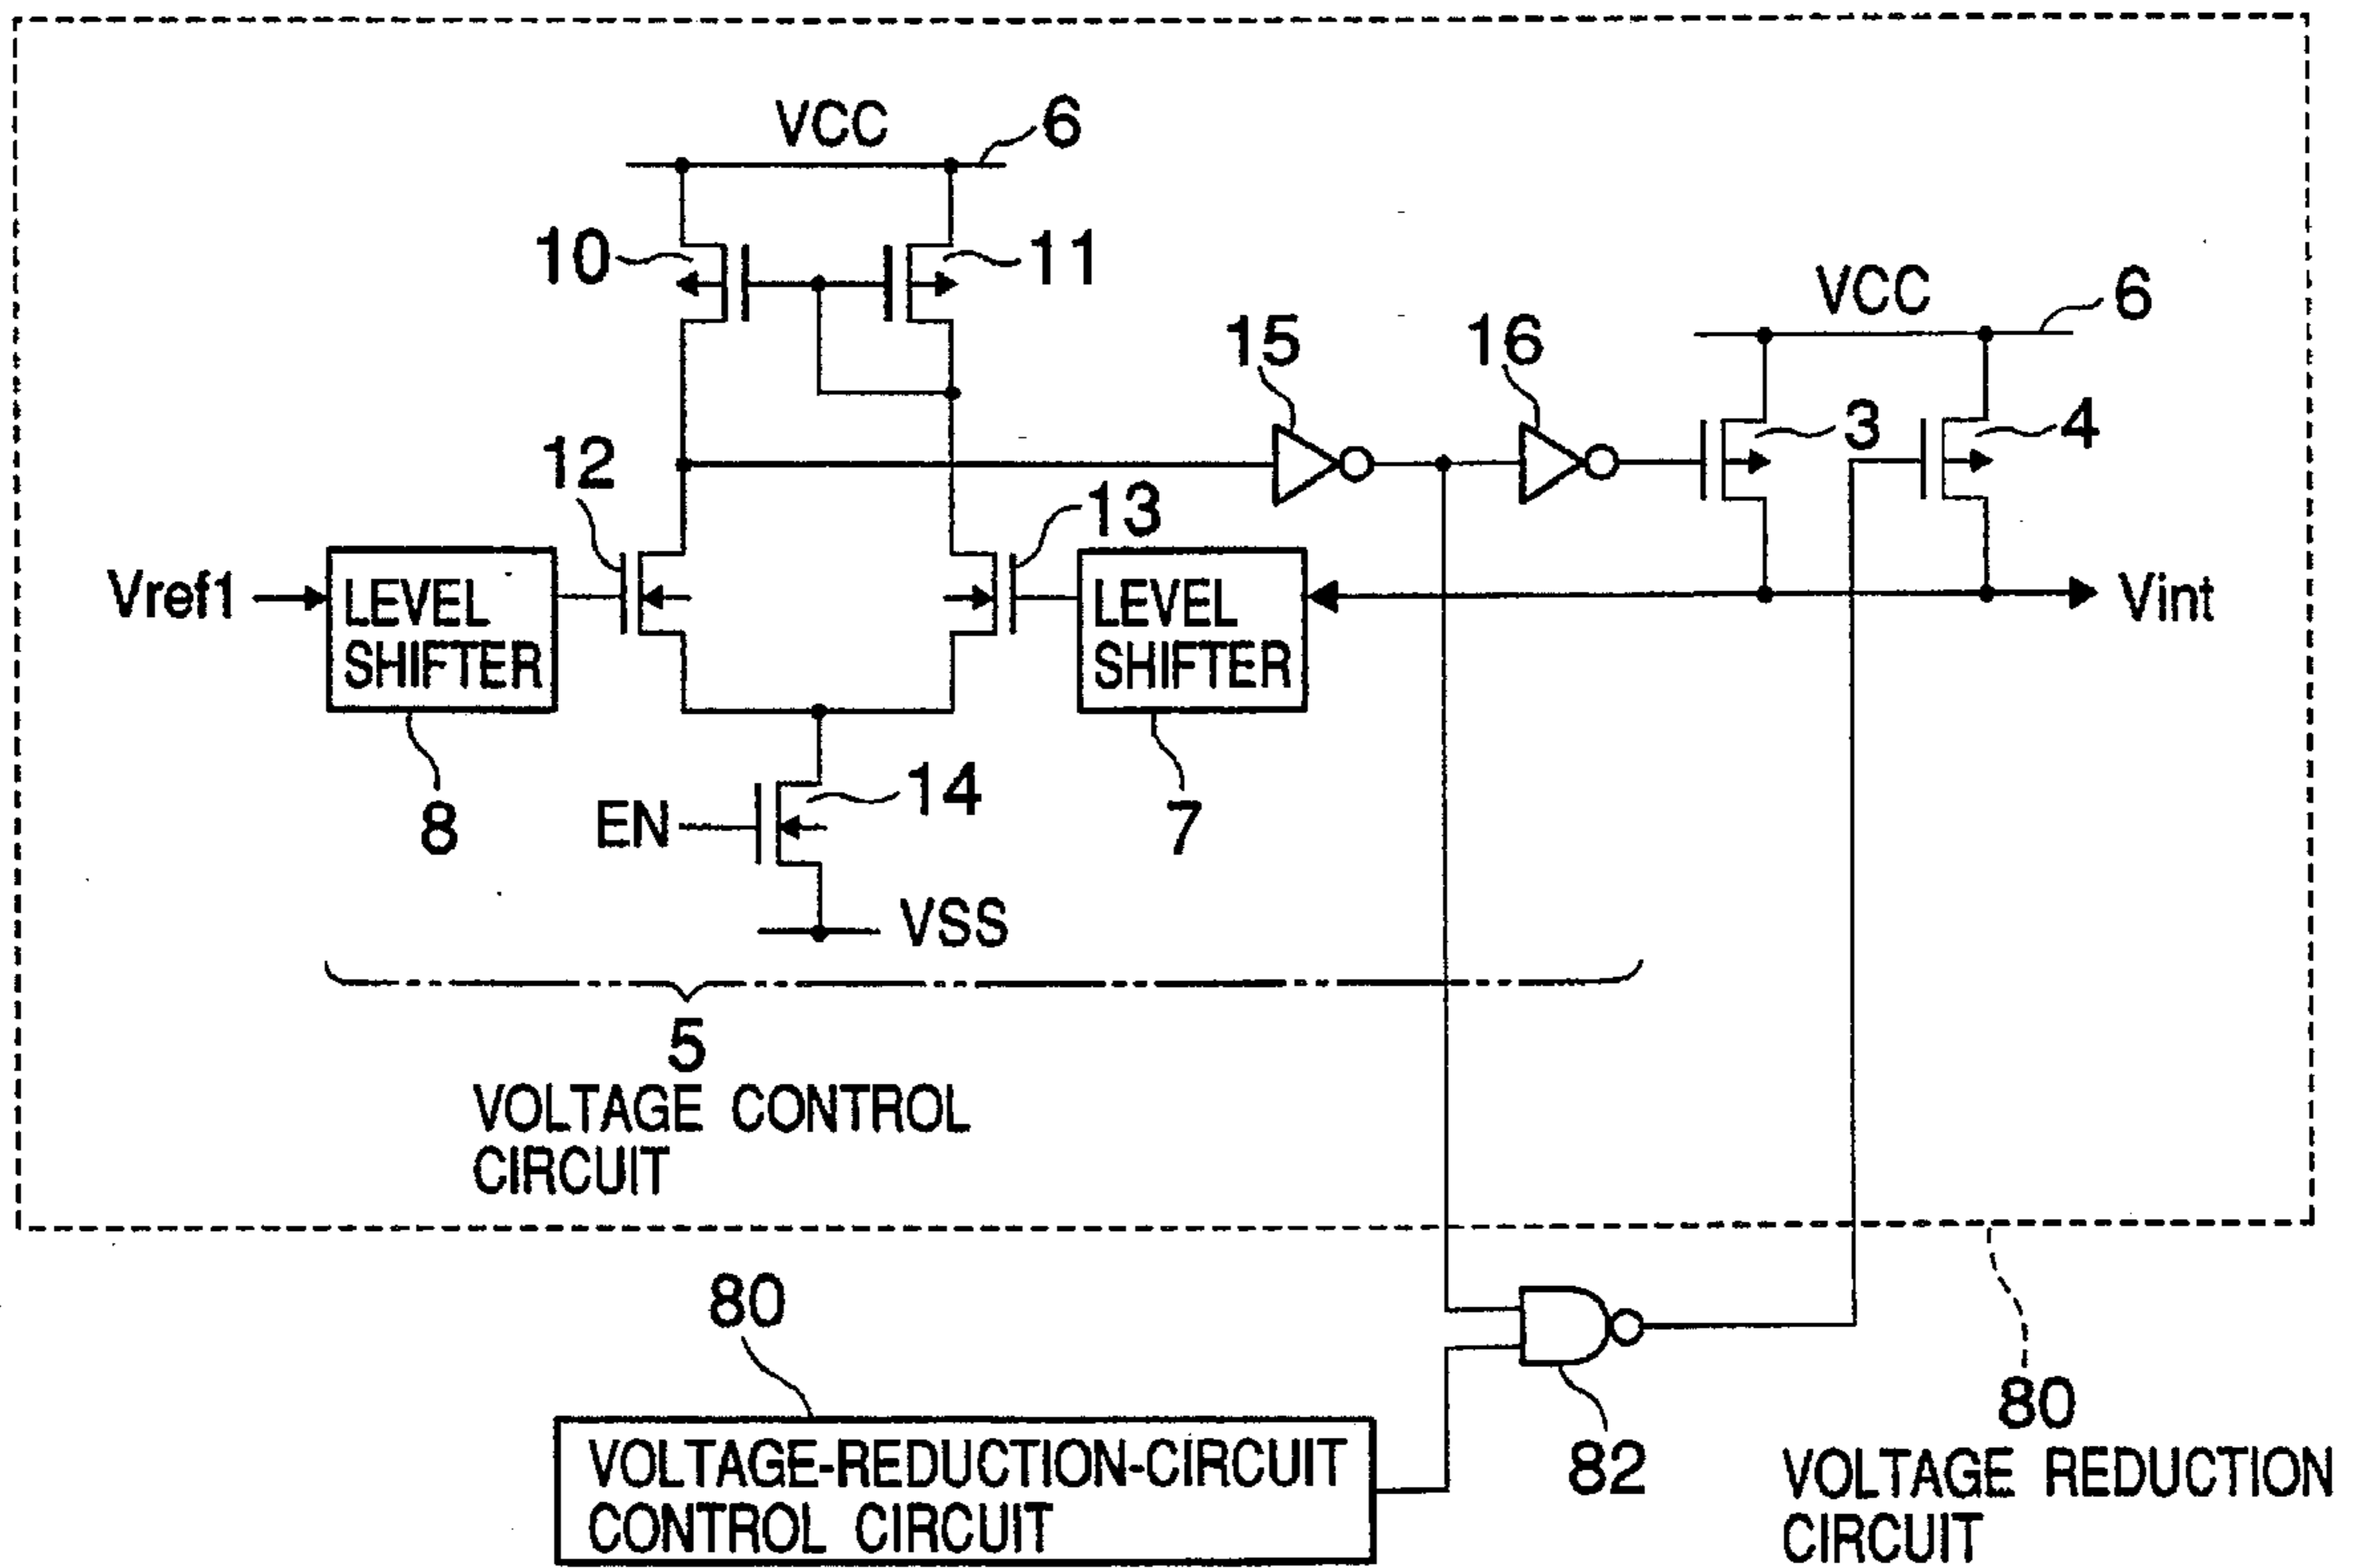 VCC
6
10
11
VCC
6
15
16
3
4
12
13
Vref1
LEVEL
SHIFTER
LEVEL
SHIFTER
Vint
8
EN
14
7
VSS
5
VOLTAGE CONTROL
CIRCUIT
80
82
80
VOLTAGE-REDUCTION-CIRCUIT
CONTROL CIRCUIT
VOLTAGE REDUCTION
CIRCUIT